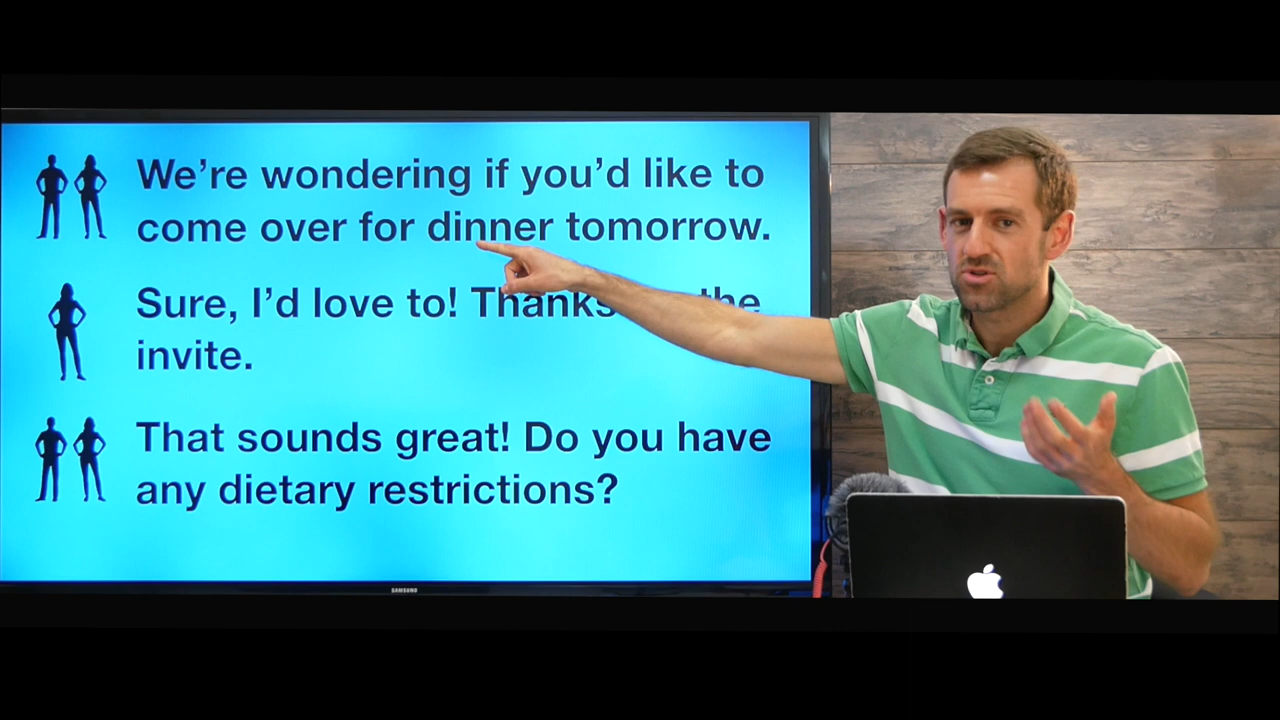 We're wondering if you'd like to
come over for dinner tomorrow.
Sure, I'd love to! Thanks the
invite.
That sounds great! Do you have
any dietary restrictions?
SAMSUNG